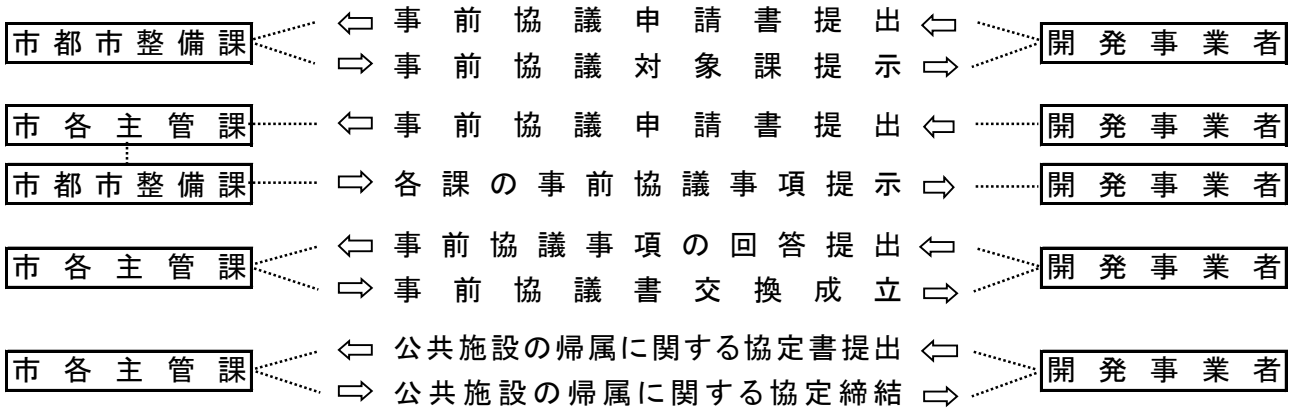 ⇦ 事前協議申請書提出 ⇦
市都市整備課 開発事業者
⇨ 事前協議対象課提示 ⇨
市各主管課 ⇦ 事前協議申請書提出 ⇦ 開発事業者
市都市整備課 ⇨ 各課の事前協議事項提示 ⇨ 開発事業者
⇦ 事前協議事項の回答提出 ⇦
市各主管課 開発事業者
⇨ 事前協議書交換成立 ⇨
⇦ 公共施設の帰属に関する協定書提出 ⇦
市各主管課 開発事業者
⇨ 公共施設の帰属に関する協定締結 ⇨